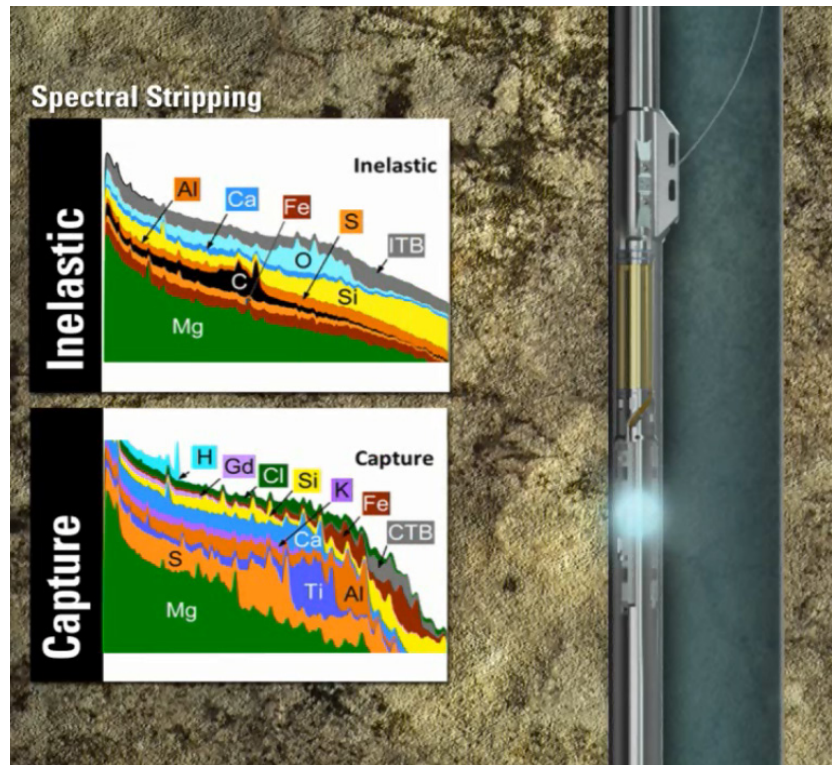 Spectral Stripping
Inelastic
Inelastic
Al
Ca
Fe
S
ITB
O
C
Si
Mg
Capture
Capture
H
Gd
Cl
Si
K
Fe
CTB
Ca
S
Ti
Al
Mg